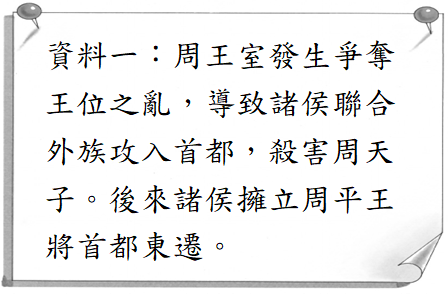 資料一：周王室發生爭奪
王位之亂，導致諸侯聯合
外族攻入首都，殺害周天
子。後來諸侯擁立周平王
將首都東遷。